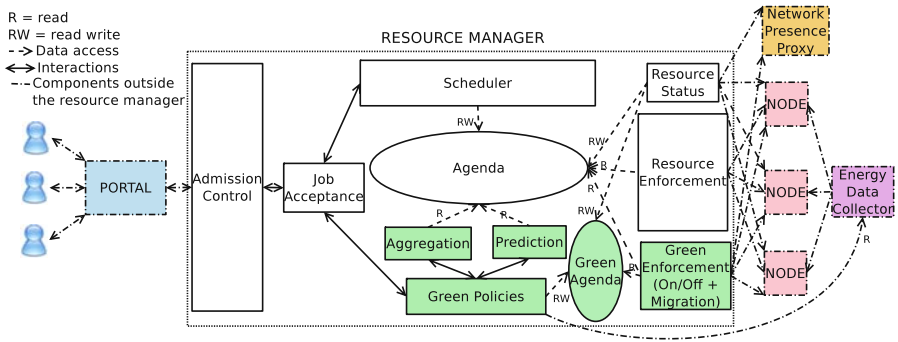 R = read
RW = read write
Data access
Interactions
Components outside
the resource manager
RESOURCE MANAGER
Network
Presence
Proxy
Scheduler
Resource
Status
NODE
RW
RW
R
Agenda
Resource
Enforcement
Admission
Control
Job
Acceptance
PORTAL
R
NODE
Energy
Data
Collector
R
R
RW
Aggregation
Prediction
R
Green
Agenda
R
Green
Enforcement
(On/Off +
Migration)
NODE
Green Policies
RW